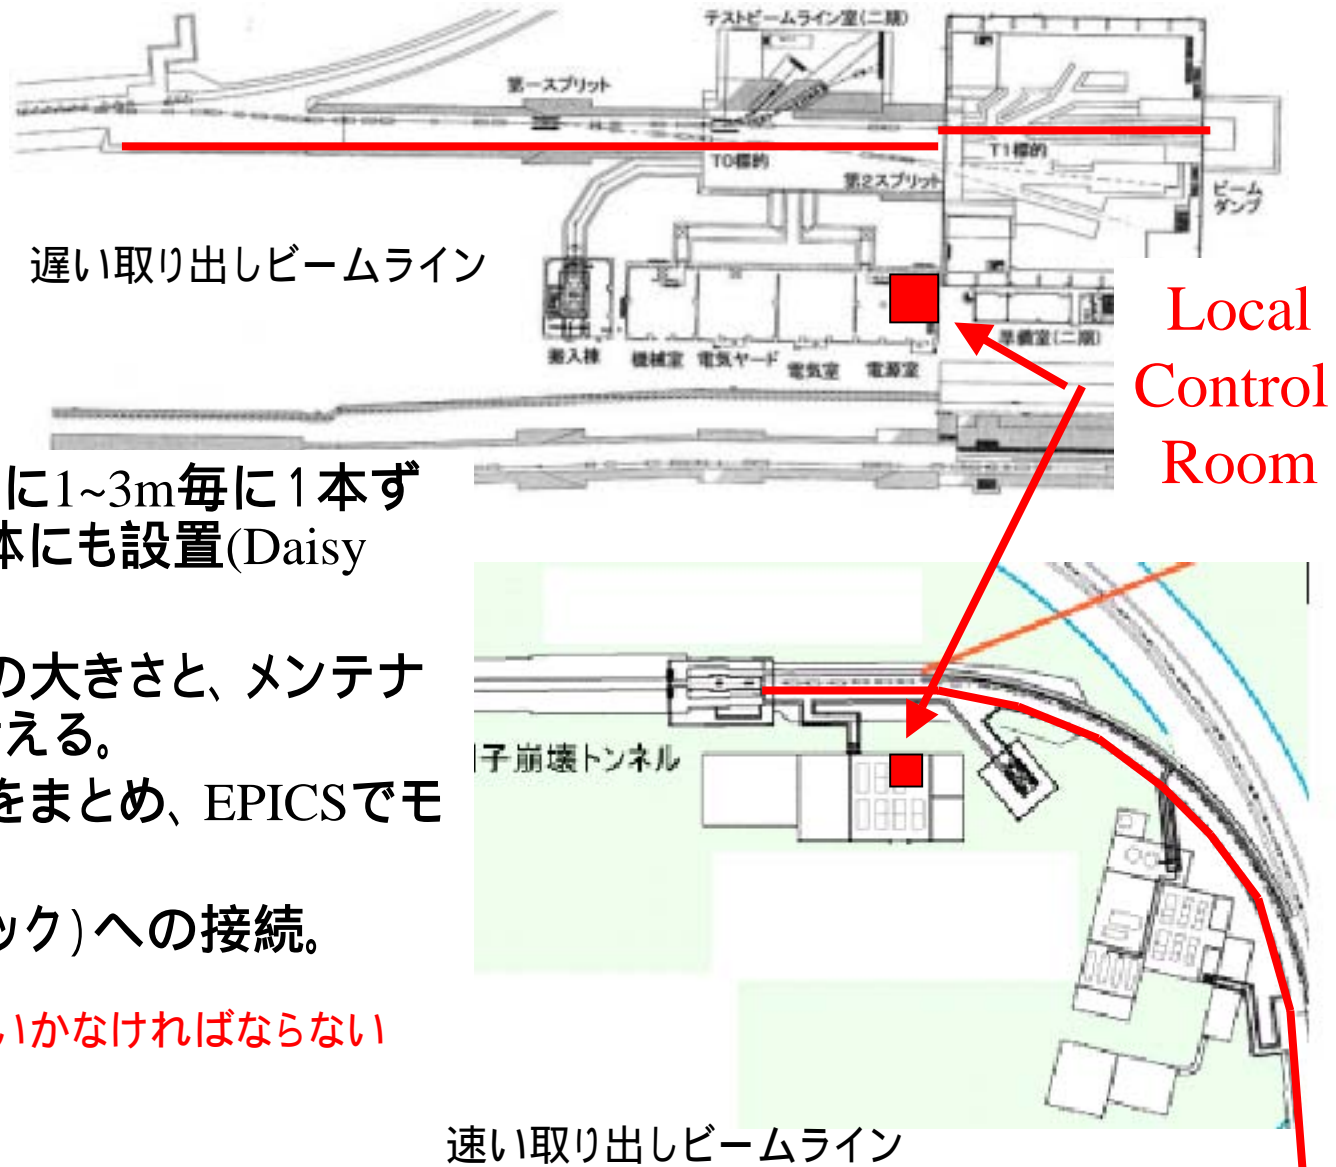 テストビームライン室(二期)
第一スプリット
T0標的
T1標的
第2スプリット
ビーム
ダンプ
遅い取り出しビームライン
搬入棟
機械室
電気ヤード
電気室
電源室
準備室(二期)
Local
Control
Room
に1~3m毎に1本ず
体にも設置(Daisy
の大きさと、メンテナ
える。
をまとめ、EPICSでモ
ック)への接続。
いかなければならない
子崩壊トンネル
速い取り出しビームライン